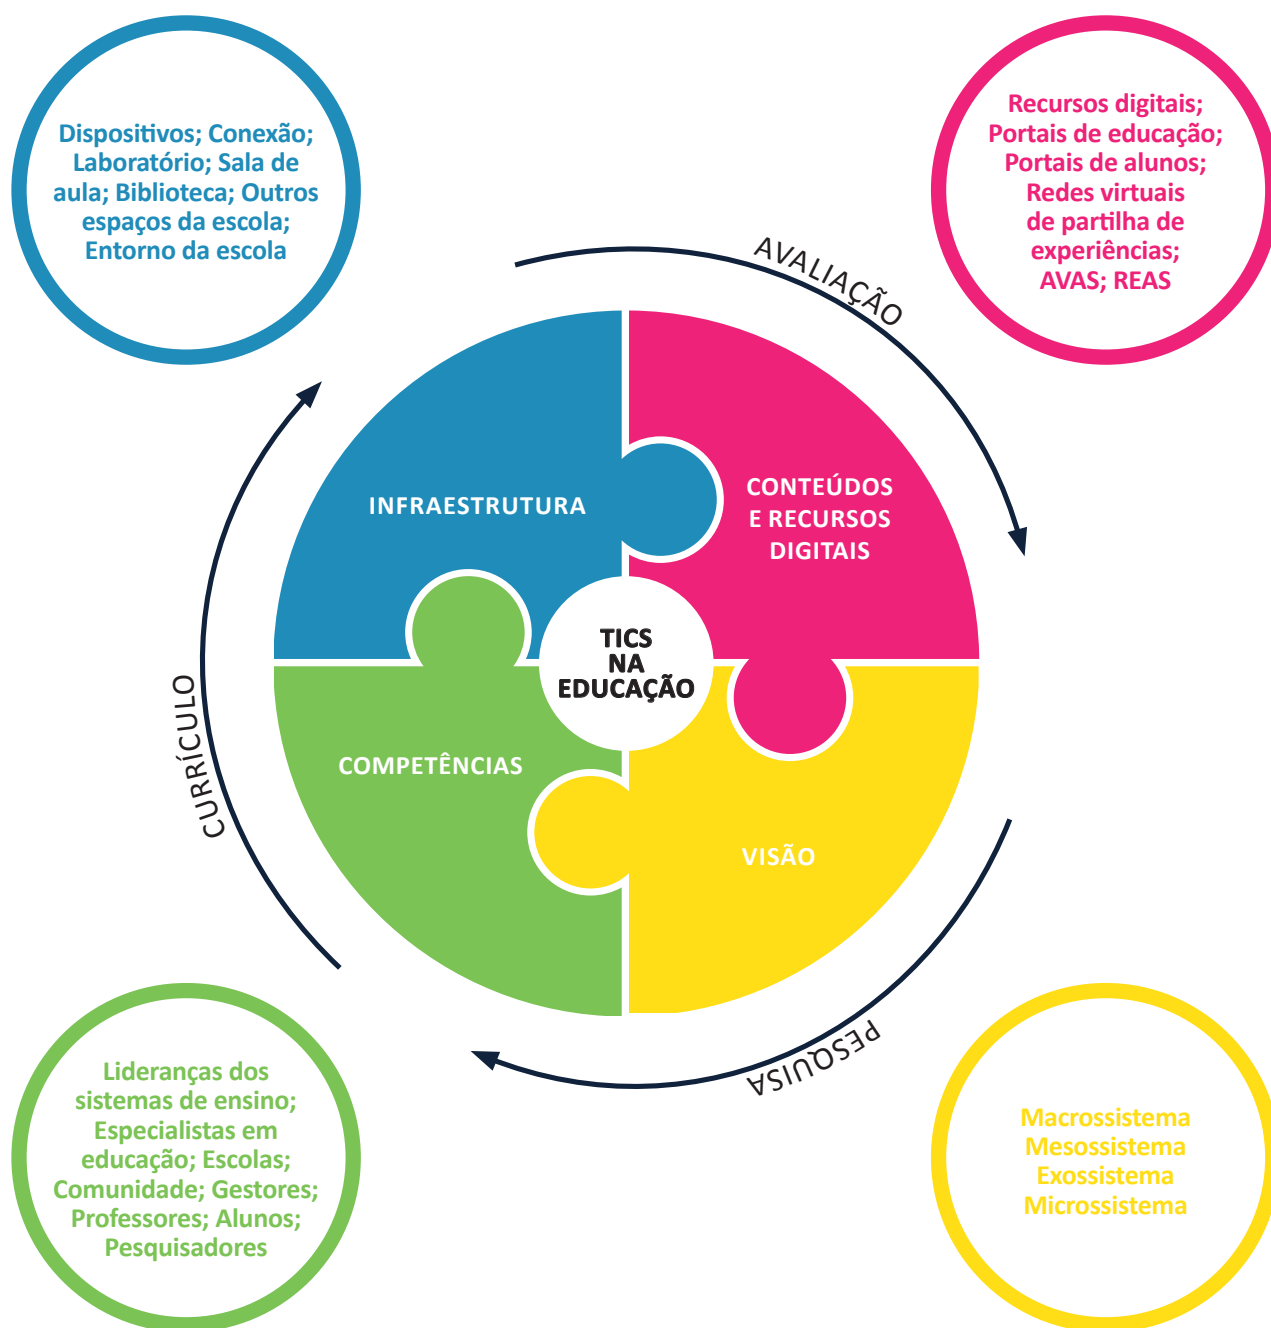 Dispositivos; Conexão;
Laboratório; Sala de
aula; Biblioteca; Outros
espaços da escola;
Entorno da escola
Recursos digitais;
Portais de educação;
Portais de alunos;
Redes virtuais
de partilha de
experiências;
AVAS; REAS
AVALIAÇÃO
INFRAESTRUTURA
CONTEÚDOS
E RECURSOS
DIGITAIS
TICS
NA
EDUCAÇÃO
CURRÍCULO
COMPETÊNCIAS
VISÃO
PESQUISA
Lideranças dos
sistemas de ensino;
Especialistas em
educação; Escolas;
Comunidade; Gestores;
Professores; Alunos;
Pesquisadores
Macrossistema
Mesossistema
Exossistema
Microssistema